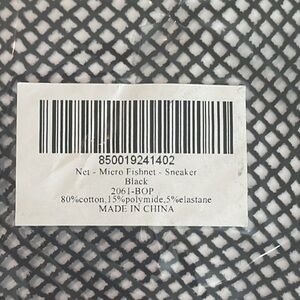 850019241402
Net - Micro Fishnet - Sneaker
Black
2061-BOP
80%cotton,15%polymide,5%elastane
MADE IN CHINA